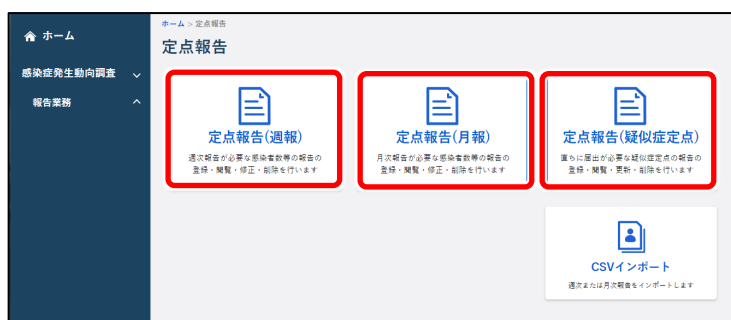 ホーム
感染症発生動向調査
報告業務
ホーム > 定点報告
定点報告
定点報告(週報)
週次報告が必要な感染者数等の報告の
登録・閲覧・修正・削除を行います
定点報告(月報)
月次報告が必要な感染者数等の報告の
登録・閲覧・修正・削除を行います
定点報告(疑似症定点)
直ちに届出が必要な疑似症定点の報告の
登録・閲覧・更新・削除を行います
CSVインポート
週次または月次報告をインポートします